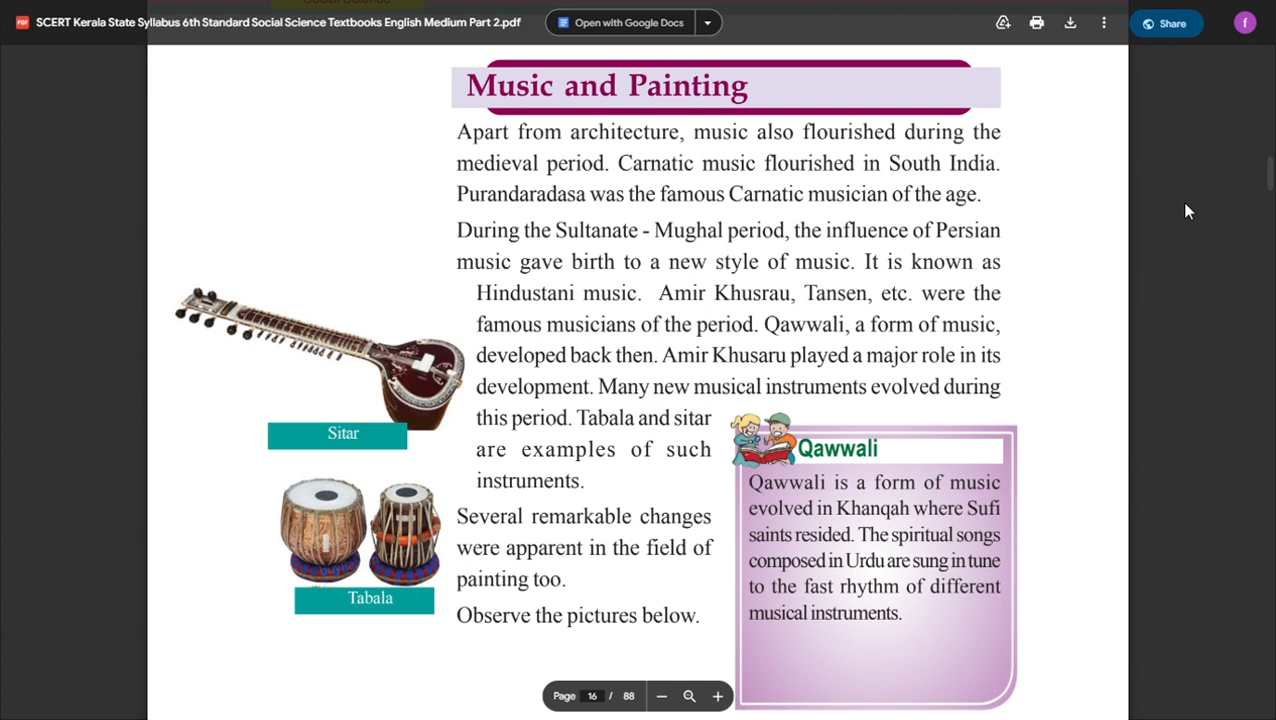 SCERT Kerala State Syllabus 6th Standard Social Science Textbooks English Medium Part 2.pdf
Open with Google Docs
Share
f
Music and Painting
Apart from architecture, music also flourished during the
medieval period. Carnatic music flourished in South India.
Purandaradasa was the famous Carnatic musician of the age.
During the Sultanate - Mughal period, the influence of Persian
music gave birth to a new style of music. It is known as
Hindustani music. Amir Khusrau, Tansen, etc. were the
famous musicians of the period. Qawwali, a form of music,
developed back then. Amir Khusaru played a major role in its
development. Many new musical instruments evolved during
this period. Tabala and sitar
are examples of such
instruments.
Several remarkable changes
were apparent in the field of
painting too.
Observe the pictures below.
Sitar
Tabala
Qawwali
Qawwali is a form of music
evolved in Khanqah where Sufi
saints resided. The spiritual songs
composed in Urdu are sung in tune
to the fast rhythm of different
musical instruments.
Page 16 / 88